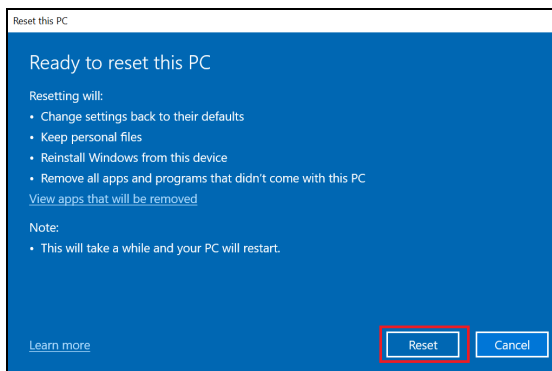 Reset this PC
Ready to reset this PC
Resetting will:
• Change settings back to their defaults
• Keep personal files
• Reinstall Windows from this device
• Remove all apps and programs that didn't come with this PC
View apps that will be removed
Note:
• This will take a while and your PC will restart.
Learn more
Reset
Cancel